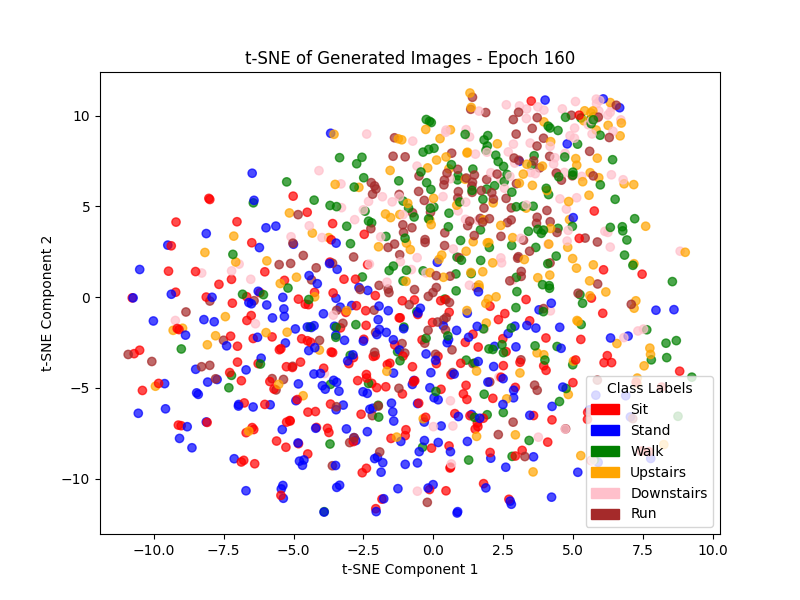 t-SNE of Generated Images - Epoch 160
t-SNE Component 2
10
5
0
−5
−10
Class Labels
Sit
Stand
Walk
Upstairs
Downstairs
Run
−10.0
−7.5
−5.0
−2.5
0.0
2.5
5.0
7.5
10.0
t-SNE Component 1